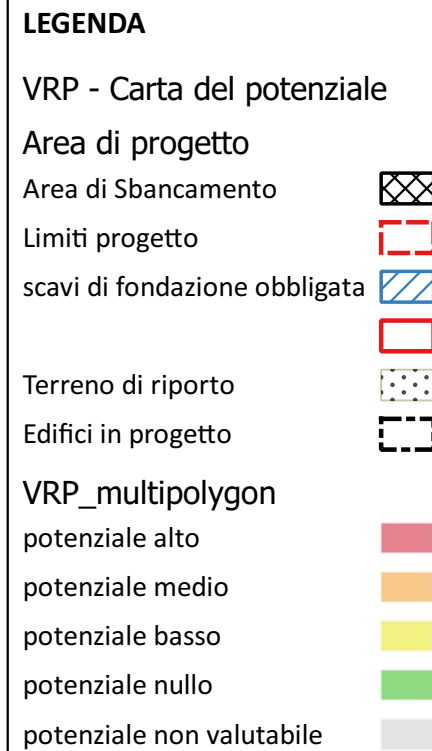 LEGENDA
VRP - Carta del potenziale
Area di progetto
Area di Sbancamento
Limiti progetto
scavi di fondazione obbligata
Terreno di riporto
Edifici in progetto
VRP_multipolygon
potenziale alto
potenziale medio
potenziale basso
potenziale nullo
potenziale non valutabile